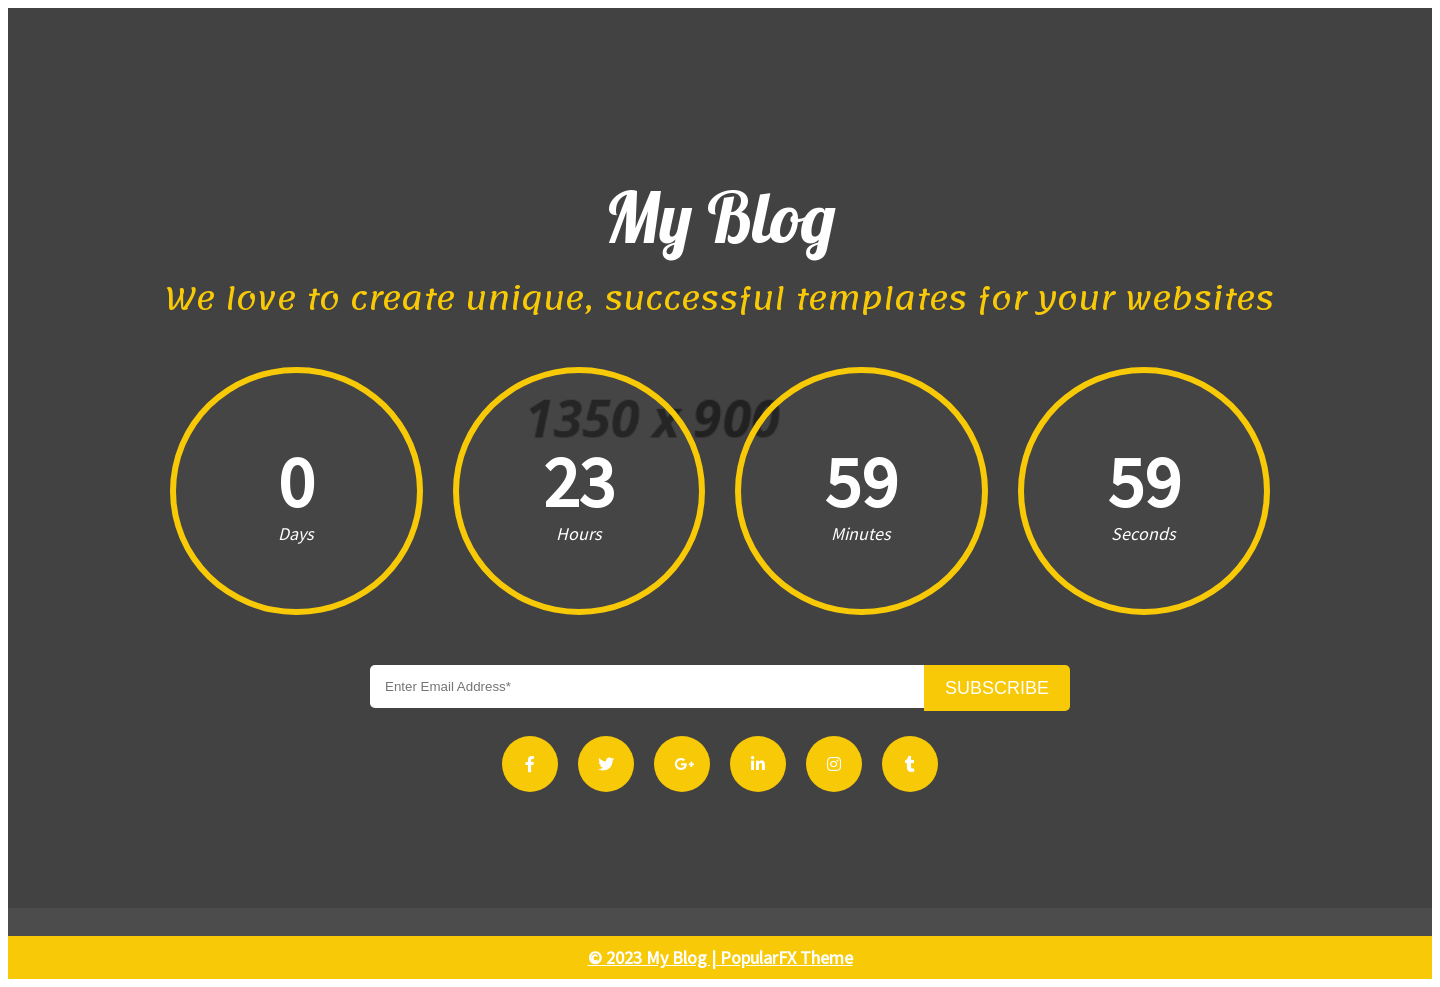 My Blog
We love to create unique, successful templates for your websites
1350 x 900
0
Days
23
Hours
59
Minutes
59
Seconds
Enter Email Address*
SUBSCRIBE
© 2023 My Blog | PopularFX Theme